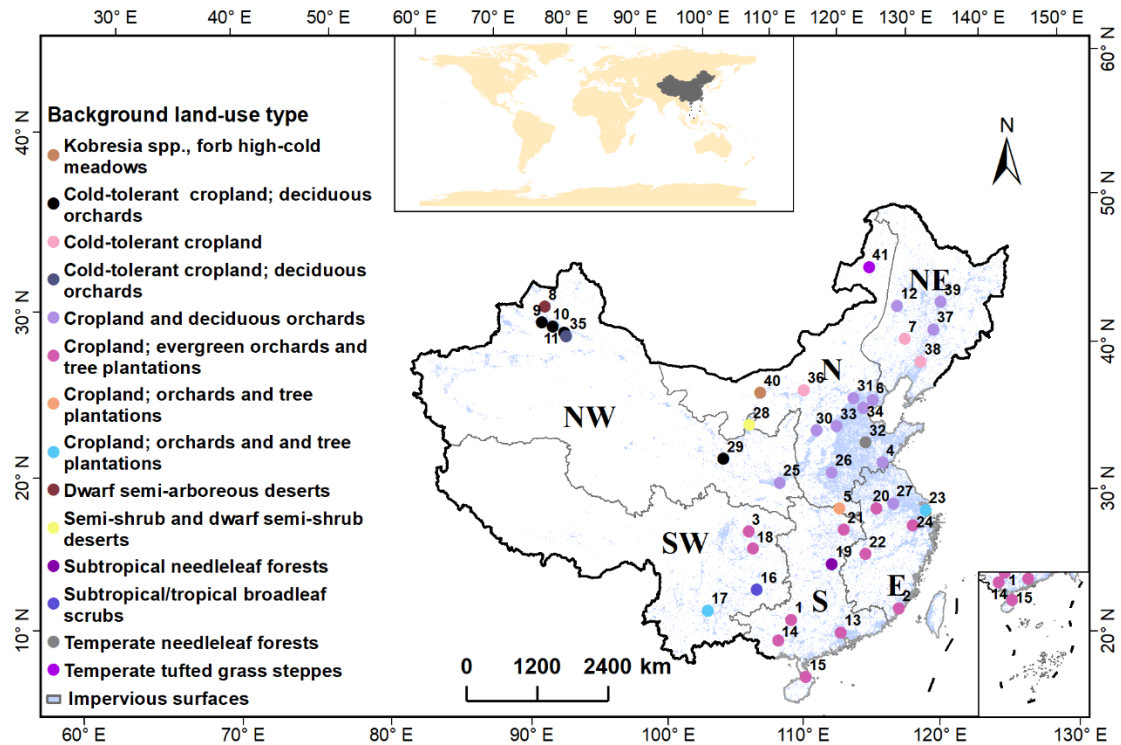 30° E 40° E 50° E 60° E 70° E 80° E 90° E 100° E 110° E 120° E 130° E 140° E 150° E
60° N
50° N
40° N
30° N
20° N
40° N
30° N
20° N
10° N
60° E 70° E 80° E 90° E 100° E 110° E 120° E 130° E
N
Background land-use type
Kobresia spp., forb high-cold
meadows
Cold-tolerant cropland; deciduous
orchards
Cold-tolerant cropland
Cold-tolerant cropland; deciduous
orchards
Cropland and deciduous orchards
Cropland; evergreen orchards and
tree plantations
Cropland; orchards and tree
plantations
Cropland; orchards and and tree
plantations
Dwarf semi-arboreous deserts
Semi-shrub and dwarf semi-shrub
deserts
Subtropical needleleaf forests
Subtropical/tropical broadleaf
scrubs
Temperate needleleaf forests
Temperate tufted grass steppes
Impervious surfaces
41
NE
12
39
8
9
10
35
11
7
37
38
N
40
36
31
6
28
33
34
NW
30
32
29
4
25
26
5
20
27
23
3
21
24
SW
18
22
19
16
17
S
E
2
1
13
14
15
1
14
15
0 1200 2400 km